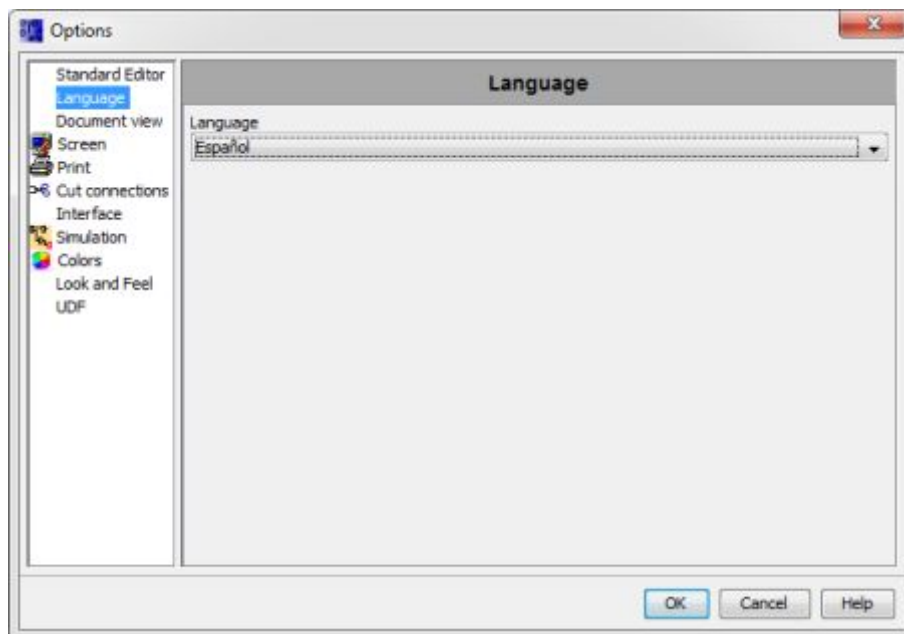 Options
Standard Editor
Language
Document view
Screen
Print
Cut connections
Interface
Simulation
Colors
Look and Feel
UDF
Language
Language
Español
OK
Cancel
Help